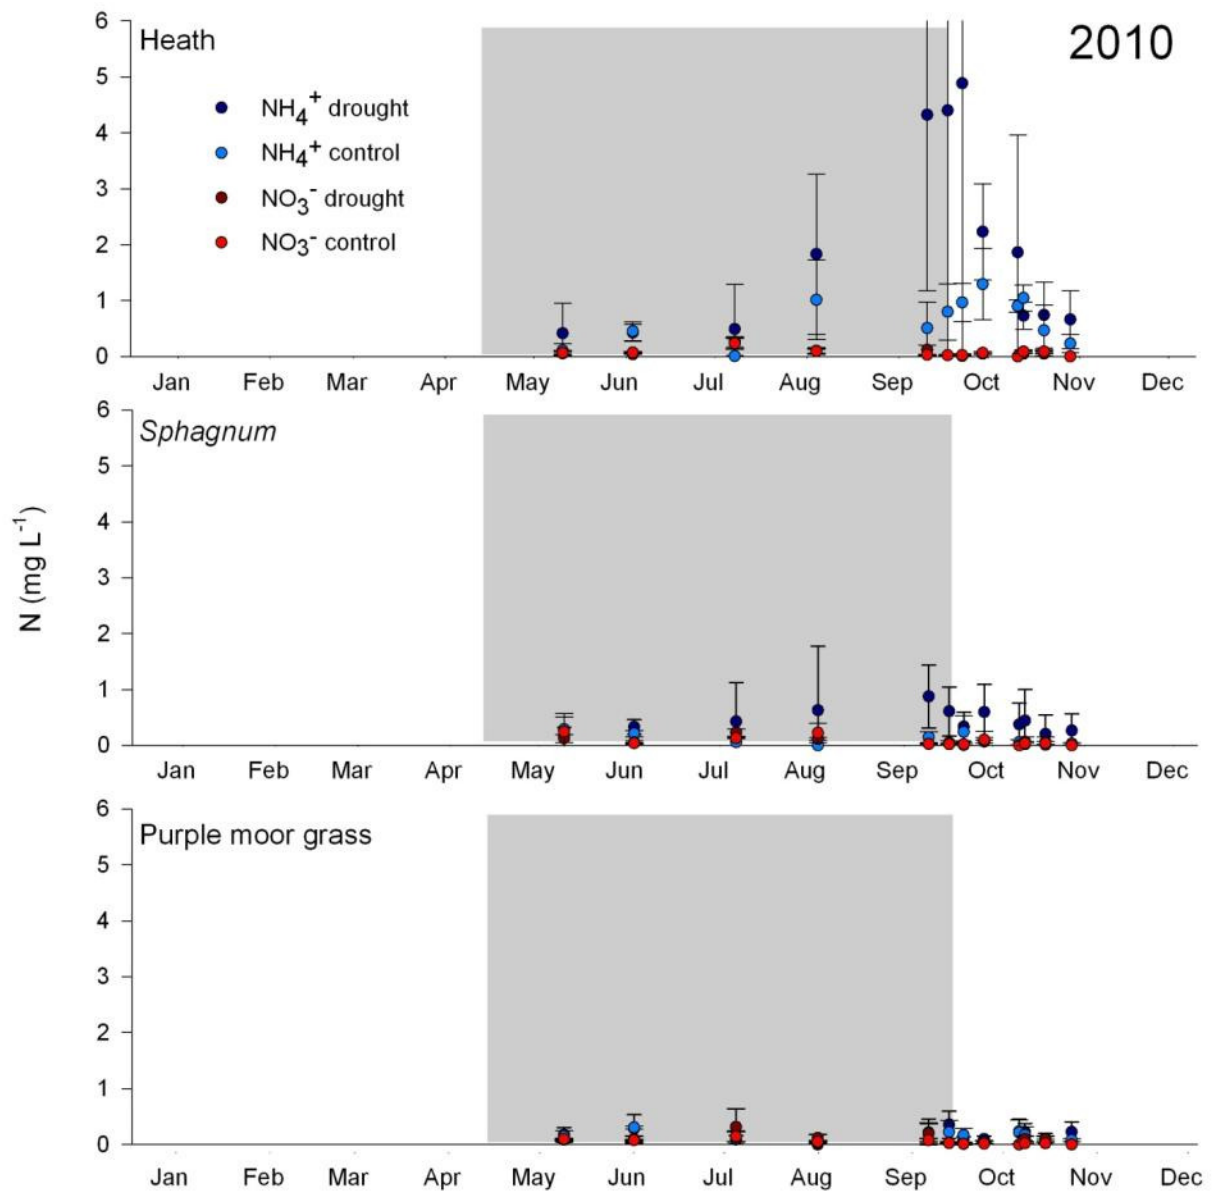 2010
Heath
6
5
4
3
2
1
0
NH4+ drought
NH4+ control
NO3- drought
NO3- control
Jan Feb Mar Apr May Jun Jul Aug Sep Oct Nov Dec
Sphagnum
6
5
4
3
2
1
0
N (mg L-1)
Jan Feb Mar Apr May Jun Jul Aug Sep Oct Nov Dec
Purple moor grass
6
5
4
3
2
1
0
Jan Feb Mar Apr May Jun Jul Aug Sep Oct Nov Dec